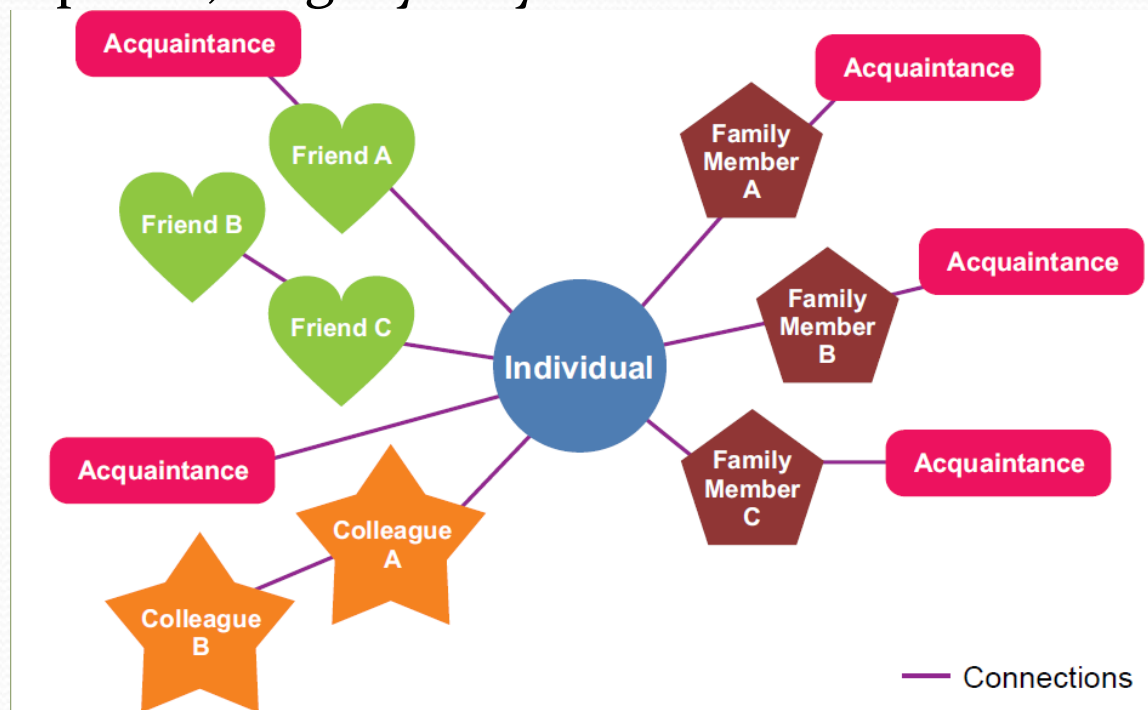 Acquaintance
Acquaintance
Friend A
Family
Member
A
Friend B
Acquaintance
Family
Member
B
Friend C
Individual
Acquaintance
Family
Member
C
Acquaintance
Colleague
A
Colleague
B
Connections